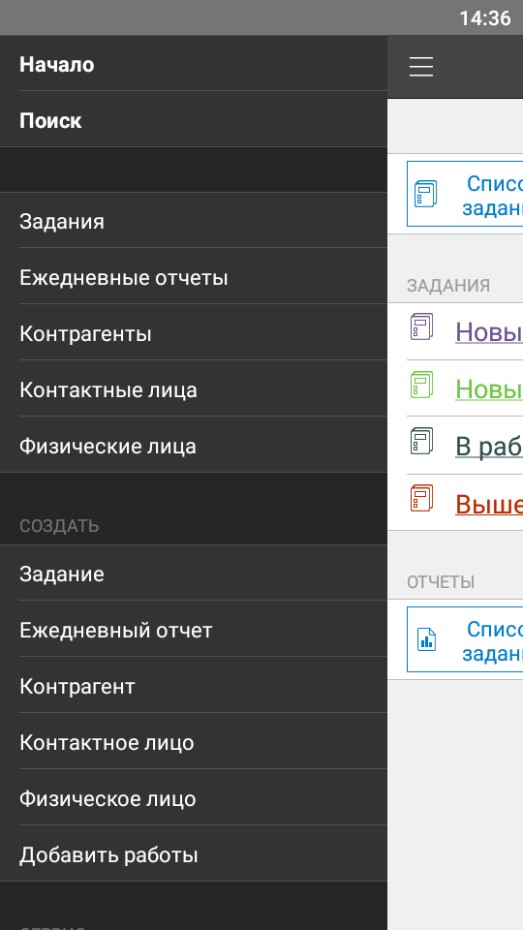 14:36
Начало
Поиск
Задания
Ежедневные отчеты
Контрагенты
Контактные лица
Физические лица
СОЗДАТЬ
Задание
Ежедневный отчет
Контрагент
Контактное лицо
Физическое лицо
Добавить работы
Списо
задан
ЗАДАНИЯ
Новы
Новы
В раб
Выше
ОТЧЕТЫ
Списо
задан